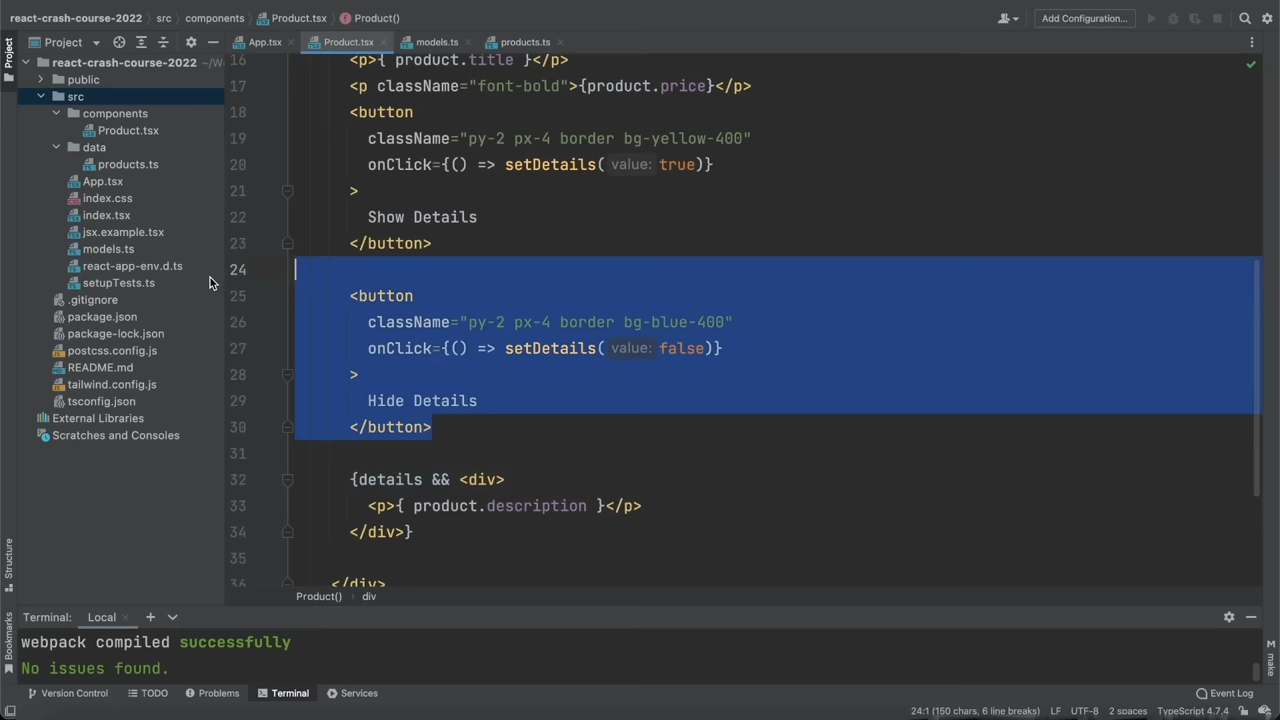 react-crash-course-2022 src components Product.tsx Product()
Add Configuration...
Project
App.tsx
Product.tsx
models.ts
products.ts
Project
react-crash-course-2022
public
src
components
Product.tsx
data
products.ts
App.tsx
index.css
index.tsx
jsx.example.tsx
models.ts
react-app-env.d.ts
setupTests.ts
.gitignore
package.json
package-lock.json
postcss.config.js
README.md
tailwind.config.js
tsconfig.json
External Libraries
Scratches and Consoles
16 <p>{ product.title }</p>
17 <p className="font-bold">{product.price}</p>
18 <button
19 className="py-2 px-4 border bg-yellow-400"
20 onClick={() => setDetails( value: true)}
21 >
22 Show Details
23 </button>
24
25 <button
26 className="py-2 px-4 border bg-blue-400"
27 onClick={() => setDetails( value: false)}
28 >
29 Hide Details
30 </button>
31
32 {details && <div>
33 <p>{ product.description }</p>
34 </div>}
35
36 </div>
Product() div
Structure
Bookmarks
make
Terminal: Local
webpack compiled successfully
No issues found.
Version Control TODO Problems Terminal Services Event Log
24:1 (150 chars, 6 line breaks) LF UTF-8 2 spaces TypeScript 4.7.4